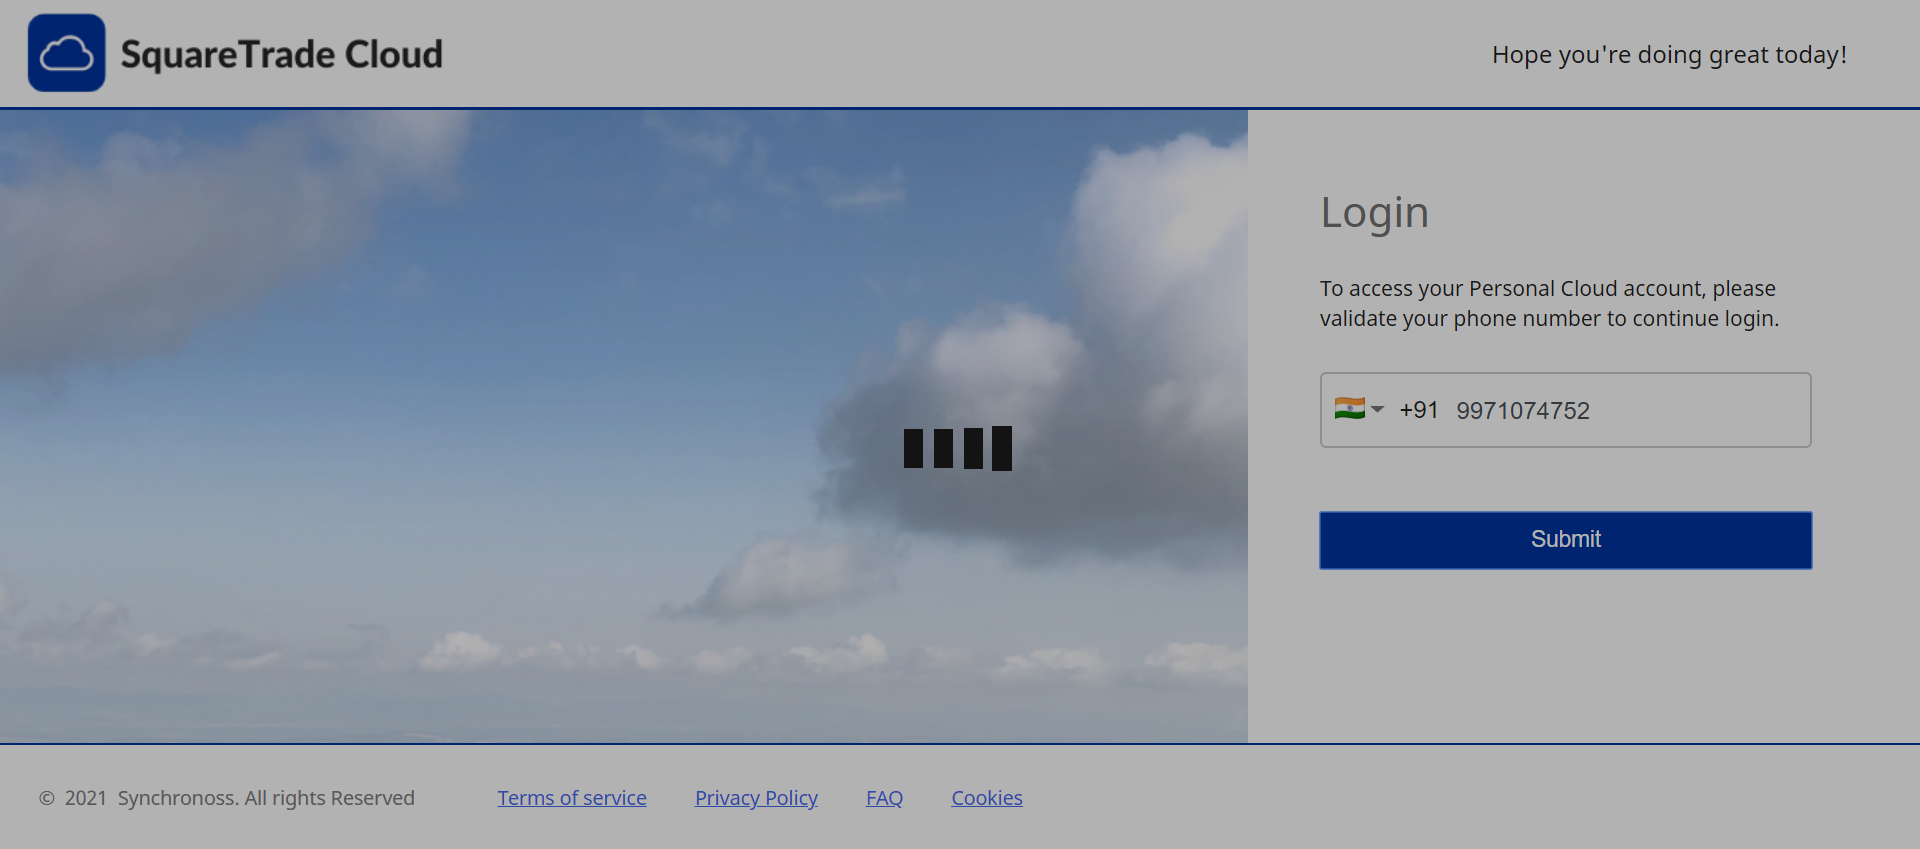 SquareTrade Cloud
Hope you're doing great today!
Login
To access your Personal Cloud account, please
validate your phone number to continue login.
+91 9971074752
Submit
© 2021 Synchronoss. All rights Reserved
Terms of service
Privacy Policy
FAQ
Cookies